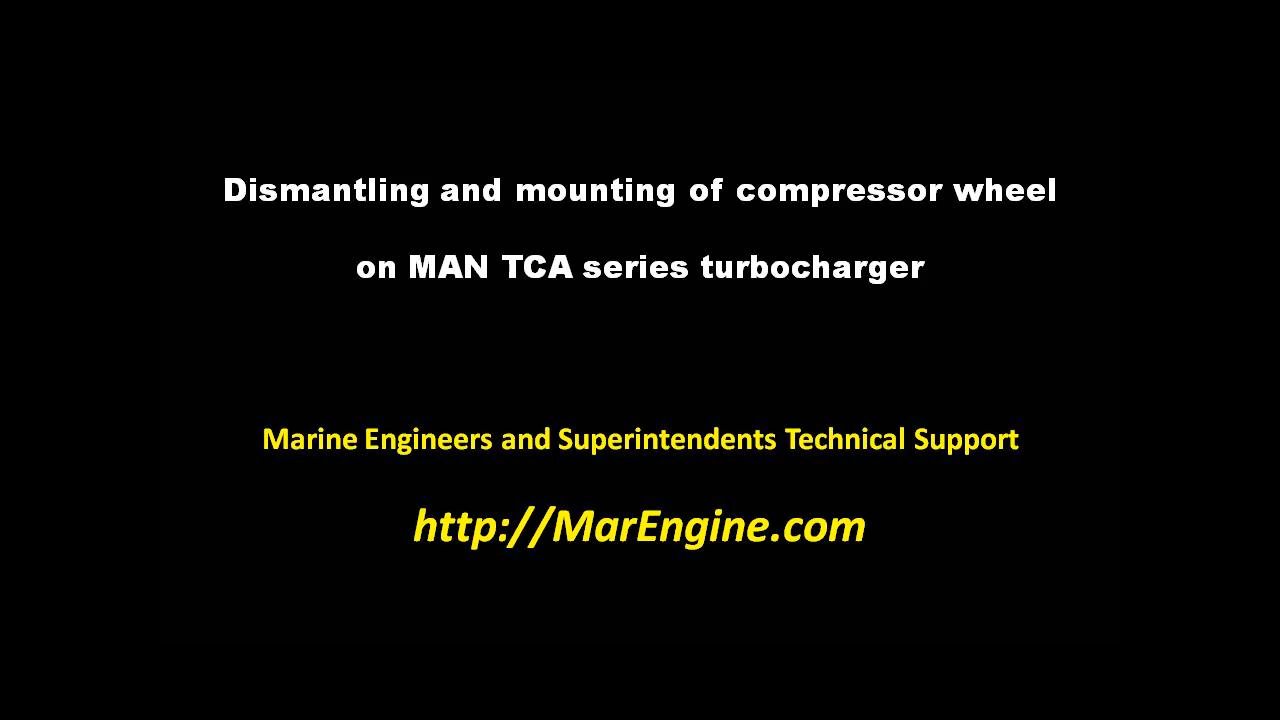 Dismantling and mounting of compressor wheel
on MAN TCA series turbocharger
Marine Engineers and Superintendents Technical Support
http://MarEngine.com